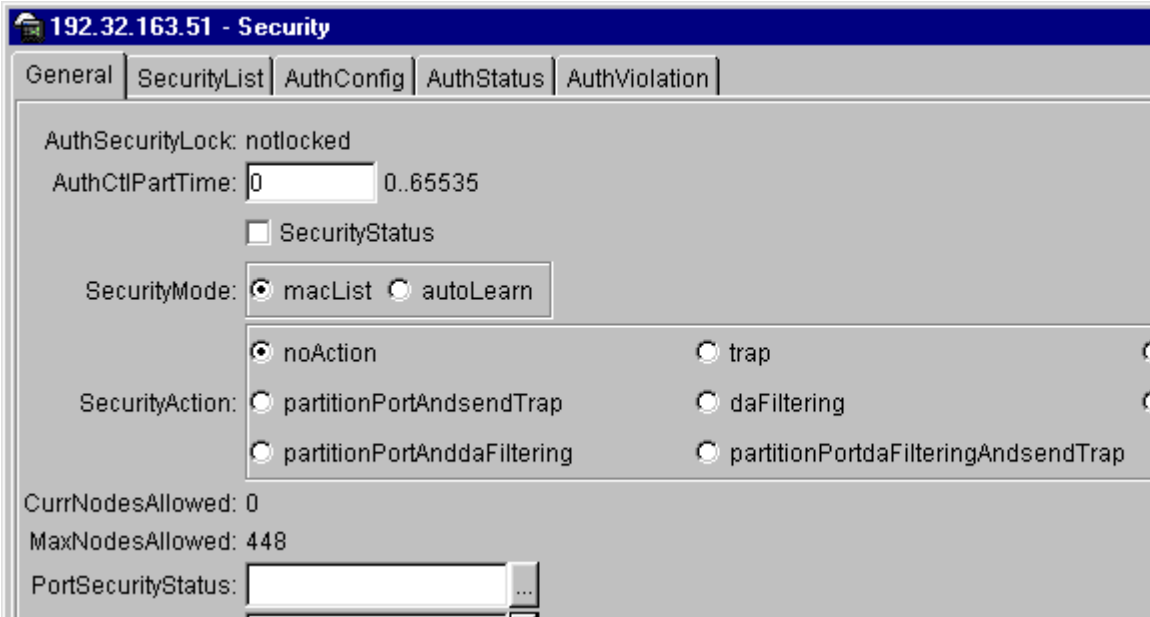 192.32.163.51 - Security
General SecurityList AuthConfig AuthStatus AuthViolation
AuthSecurityLock: notlocked
AuthCtlPartTime: 0 0..65535
SecurityStatus
SecurityMode: macList autoLearn
noAction trap
SecurityAction: partitionPortAndsendTrap daFiltering
partitionPortAnddaFiltering partitionPortdaFilteringAndsendTrap
CurrNodesAllowed: 0
MaxNodesAllowed: 448
PortSecurityStatus: ...